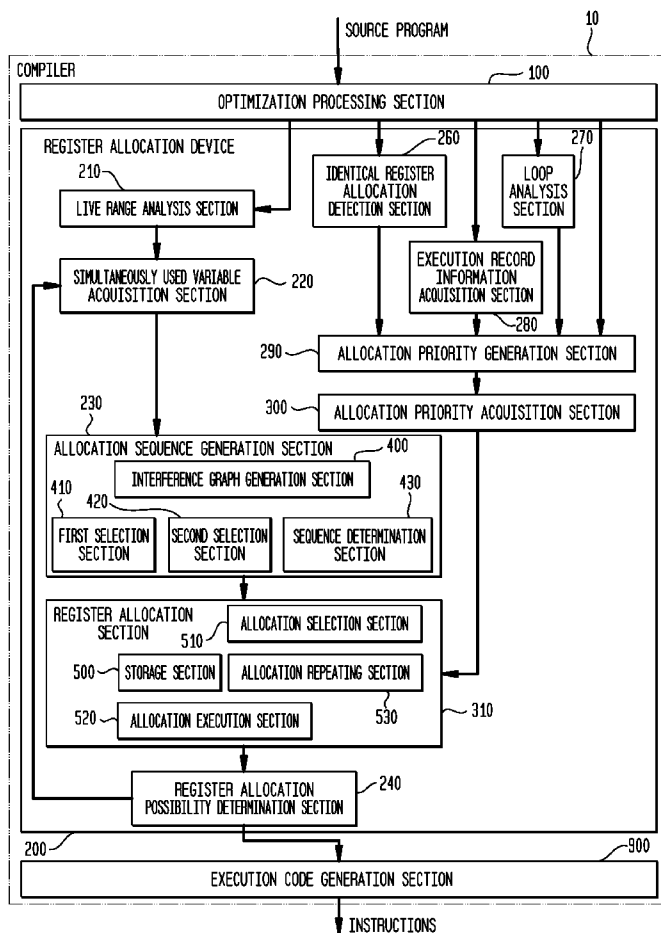 SOURCE PROGRAM
10
COMPILER
100
OPTIMIZATION PROCESSING SECTION
REGISTER ALLOCATION DEVICE
260
270
210
IDENTICAL REGISTER
ALLOCATION
DETECTION SECTION
LOOP
ANALYSIS
SECTION
LIVE RANGE ANALYSIS SECTION
SIMULTANEOUSLY USED VARIABLE
ACQUISITION SECTION
220
EXECUTION RECORD
INFORMATION
ACQUISITION SECTION
280
290
ALLOCATION PRIORITY GENERATION SECTION
300
ALLOCATION PRIORITY ACQUISITION SECTION
230
ALLOCATION SEQUENCE GENERATION SECTION
400
INTERFERENCE GRAPH GENERATION SECTION
410
420
430
FIRST SELECTION
SECTION
SECOND SELECTION
SECTION
SEQUENCE DETERMINATION
SECTION
REGISTER ALLOCATION
SECTION
510
ALLOCATION SELECTION SECTION
500
STORAGE SECTION
ALLOCATION REPEATING SECTION
520
530
ALLOCATION EXECUTION SECTION
310
REGISTER ALLOCATION
POSSIBILITY DETERMINATION SECTION
240
200
900
EXECUTION CODE GENERATION SECTION
INSTRUCTIONS